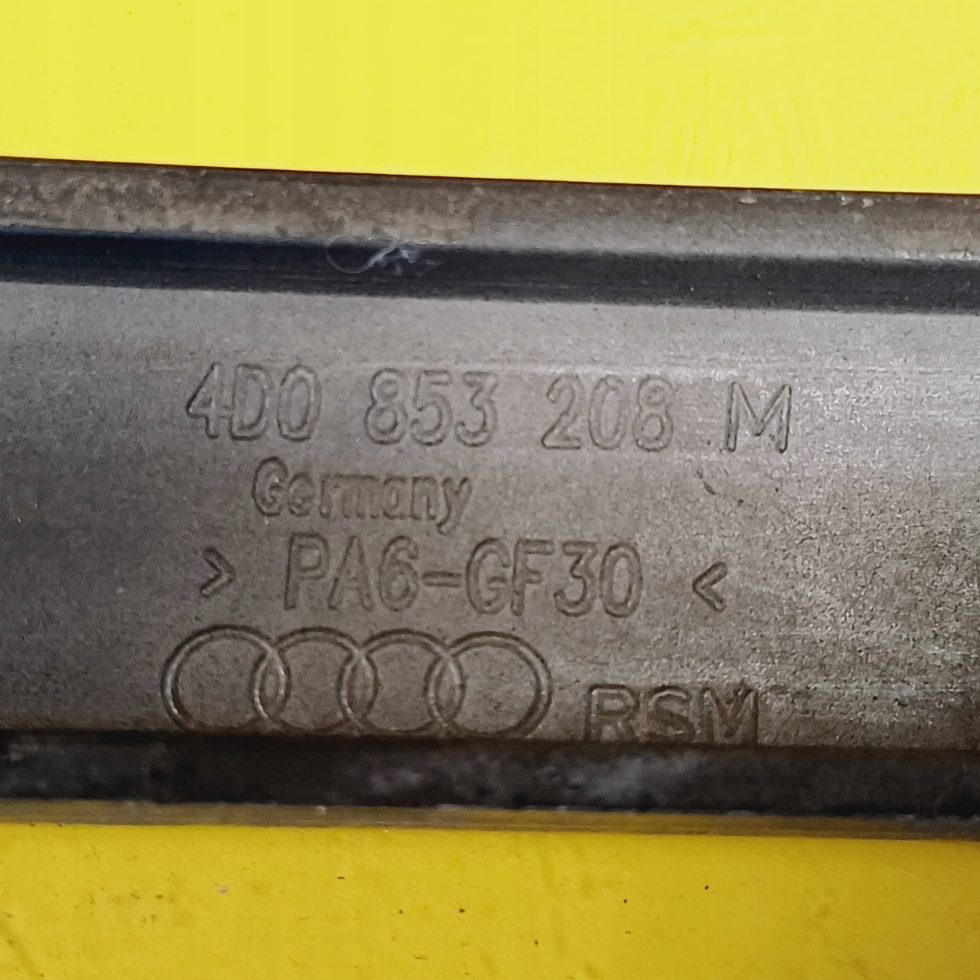 4D0 853 208 M
Germany
> PA6-GF30 <
RSM